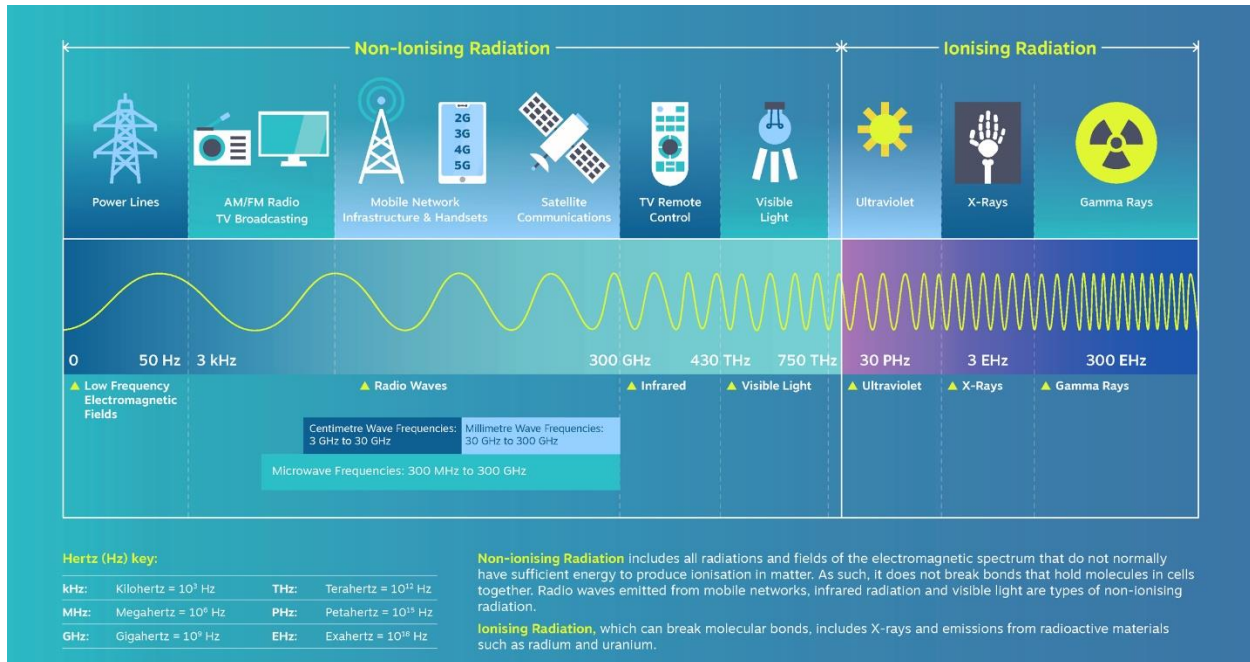 Non-Ionising Radiation
Ionising Radiation
2G
3G
4G
5G
Power Lines
AM/FM Radio
TV Broadcasting
Mobile Network
Infrastructure & Handsets
Satellite
Communications
TV Remote
Control
Visible
Light
Ultraviolet
X-Rays
Gamma Rays
0 50 Hz 3 kHz 300 GHz 430 THz 750 THz 30 PHz 3 EHz 300 EHz
Low Frequency
Electromagnetic
Fields
Radio Waves
Infrared
Visible Light
Ultraviolet
X-Rays
Gamma Rays
Centimetre Wave Frequencies:
3 GHz to 30 GHz
Millimetre Wave Frequencies:
30 GHz to 300 GHz
Microwave Frequencies: 300 MHz to 300 GHz
Hertz (Hz) key:
kHz: Kilohertz = 10³ Hz THz: Terahertz = 10¹² Hz
MHz: Megahertz = 10⁶ Hz PHz: Petahertz = 10¹⁵ Hz
GHz: Gigahertz = 10⁹ Hz EHz: Exahertz = 10¹⁸ Hz
Non-ionising Radiation includes all radiations and fields of the electromagnetic spectrum that do not normally
have sufficient energy to produce ionisation in matter. As such, it does not break bonds that hold molecules in cells
together. Radio waves emitted from mobile networks, infrared radiation and visible light are types of non-ionising
radiation.
Ionising Radiation, which can break molecular bonds, includes X-rays and emissions from radioactive materials
such as radium and uranium.